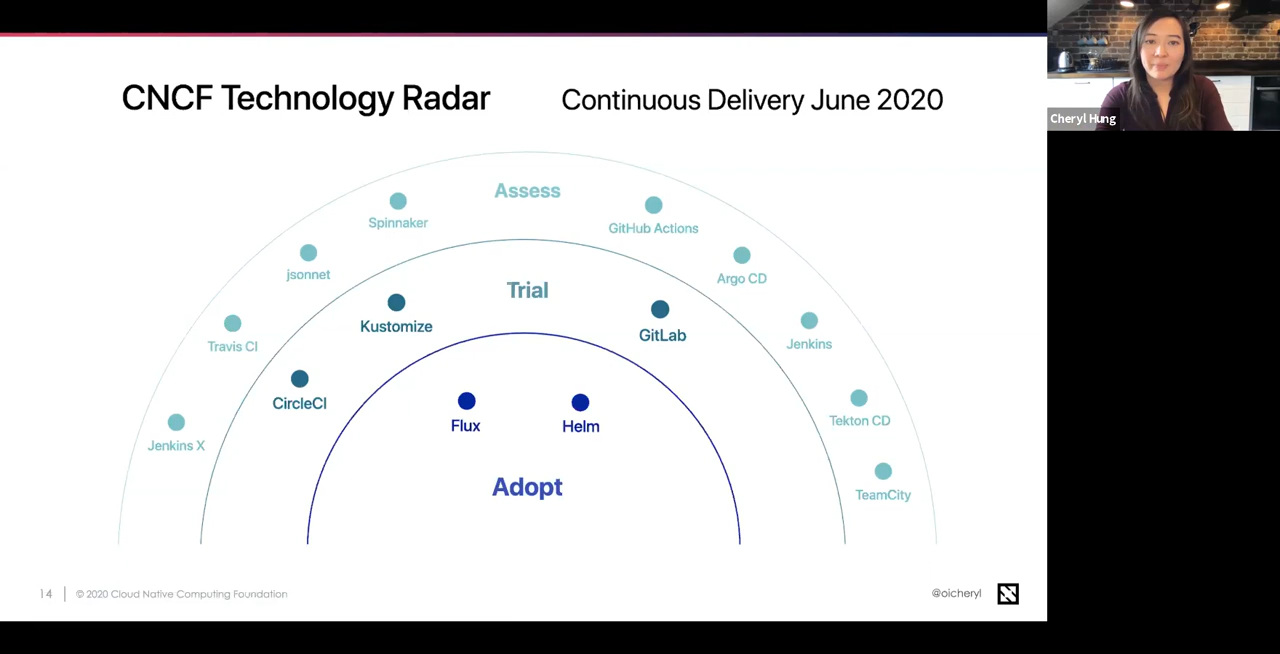 CNCF Technology Radar
Continuous Delivery June 2020
Assess
Spinnaker
GitHub Actions
jsonnet
Argo CD
Travis CI
Jenkins
Jenkins X
Tekton CD
TeamCity
Trial
Kustomize
GitLab
CircleCI
Flux
Helm
Adopt
14
© 2020 Cloud Native Computing Foundation
@oicheryl
Cheryl Hung